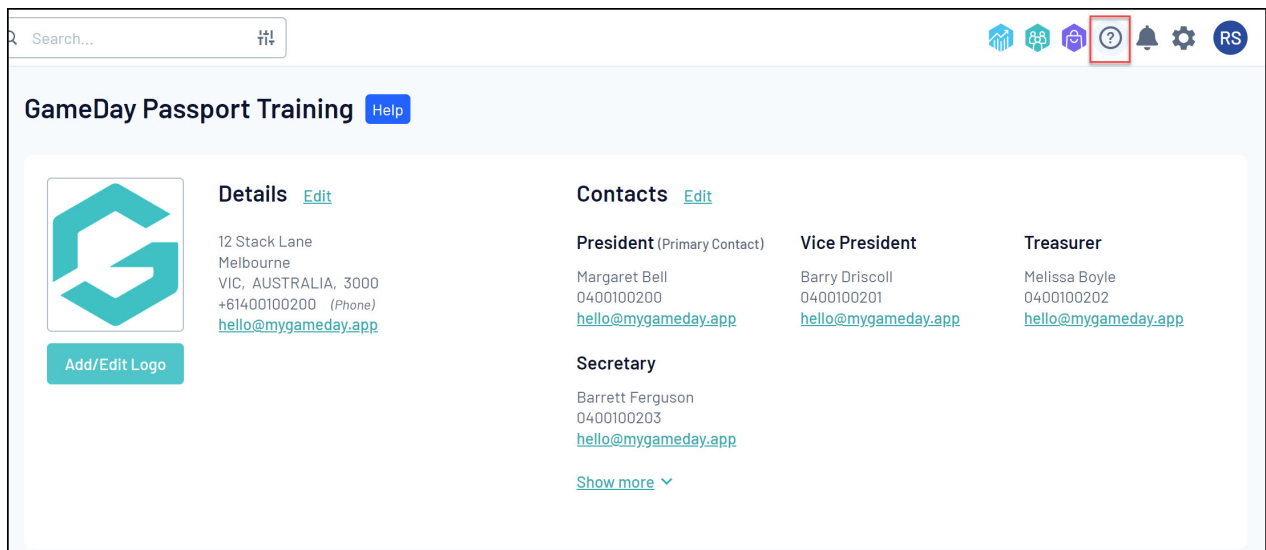 Search...
RS
GameDay Passport Training Help
Details Edit
12 Stack Lane
Melbourne
VIC, AUSTRALIA, 3000
+61400100200 (Phone)
hello@mygameday.app
Add/Edit Logo
Contacts Edit
President (Primary Contact)
Margaret Bell
0400100200
hello@mygameday.app
Vice President
Barry Driscoll
0400100201
hello@mygameday.app
Treasurer
Melissa Boyle
0400100202
hello@mygameday.app
Secretary
Barrett Ferguson
0400100203
hello@mygameday.app
Show more